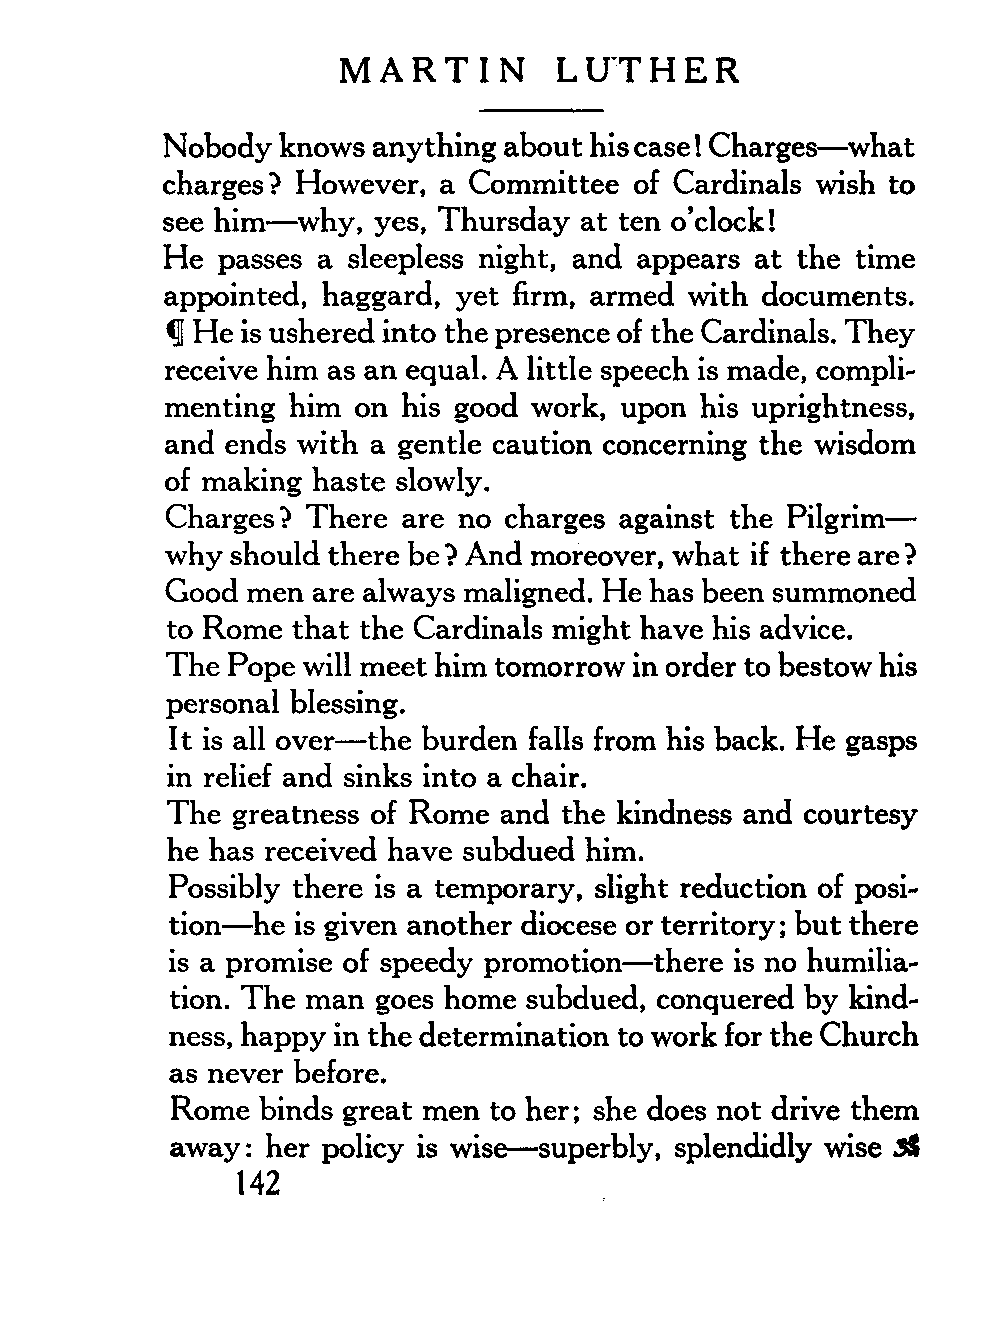 MARTIN LUTHER
Nobody knows anything about his case! Charges—what
charges? However, a Committee of Cardinals wish to
see him—why, yes, Thursday at ten o'clock!
He passes a sleepless night, and appears at the time
appointed, haggard, yet firm, armed with documents.
¶ He is ushered into the presence of the Cardinals. They
receive him as an equal. A little speech is made, compli-
menting him on his good work, upon his uprightness,
and ends with a gentle caution concerning the wisdom
of making haste slowly.
Charges? There are no charges against the Pilgrim—
why should there be? And moreover, what if there are?
Good men are always maligned. He has been summoned
to Rome that the Cardinals might have his advice.
The Pope will meet him tomorrow in order to bestow his
personal blessing.
It is all over—the burden falls from his back. He gasps
in relief and sinks into a chair.
The greatness of Rome and the kindness and courtesy
he has received have subdued him.
Possibly there is a temporary, slight reduction of posi-
tion—he is given another diocese or territory; but there
is a promise of speedy promotion—there is no humilia-
tion. The man goes home subdued, conquered by kind-
ness, happy in the determination to work for the Church
as never before.
Rome binds great men to her; she does not drive them
away: her policy is wise—superbly, splendidly wise
142